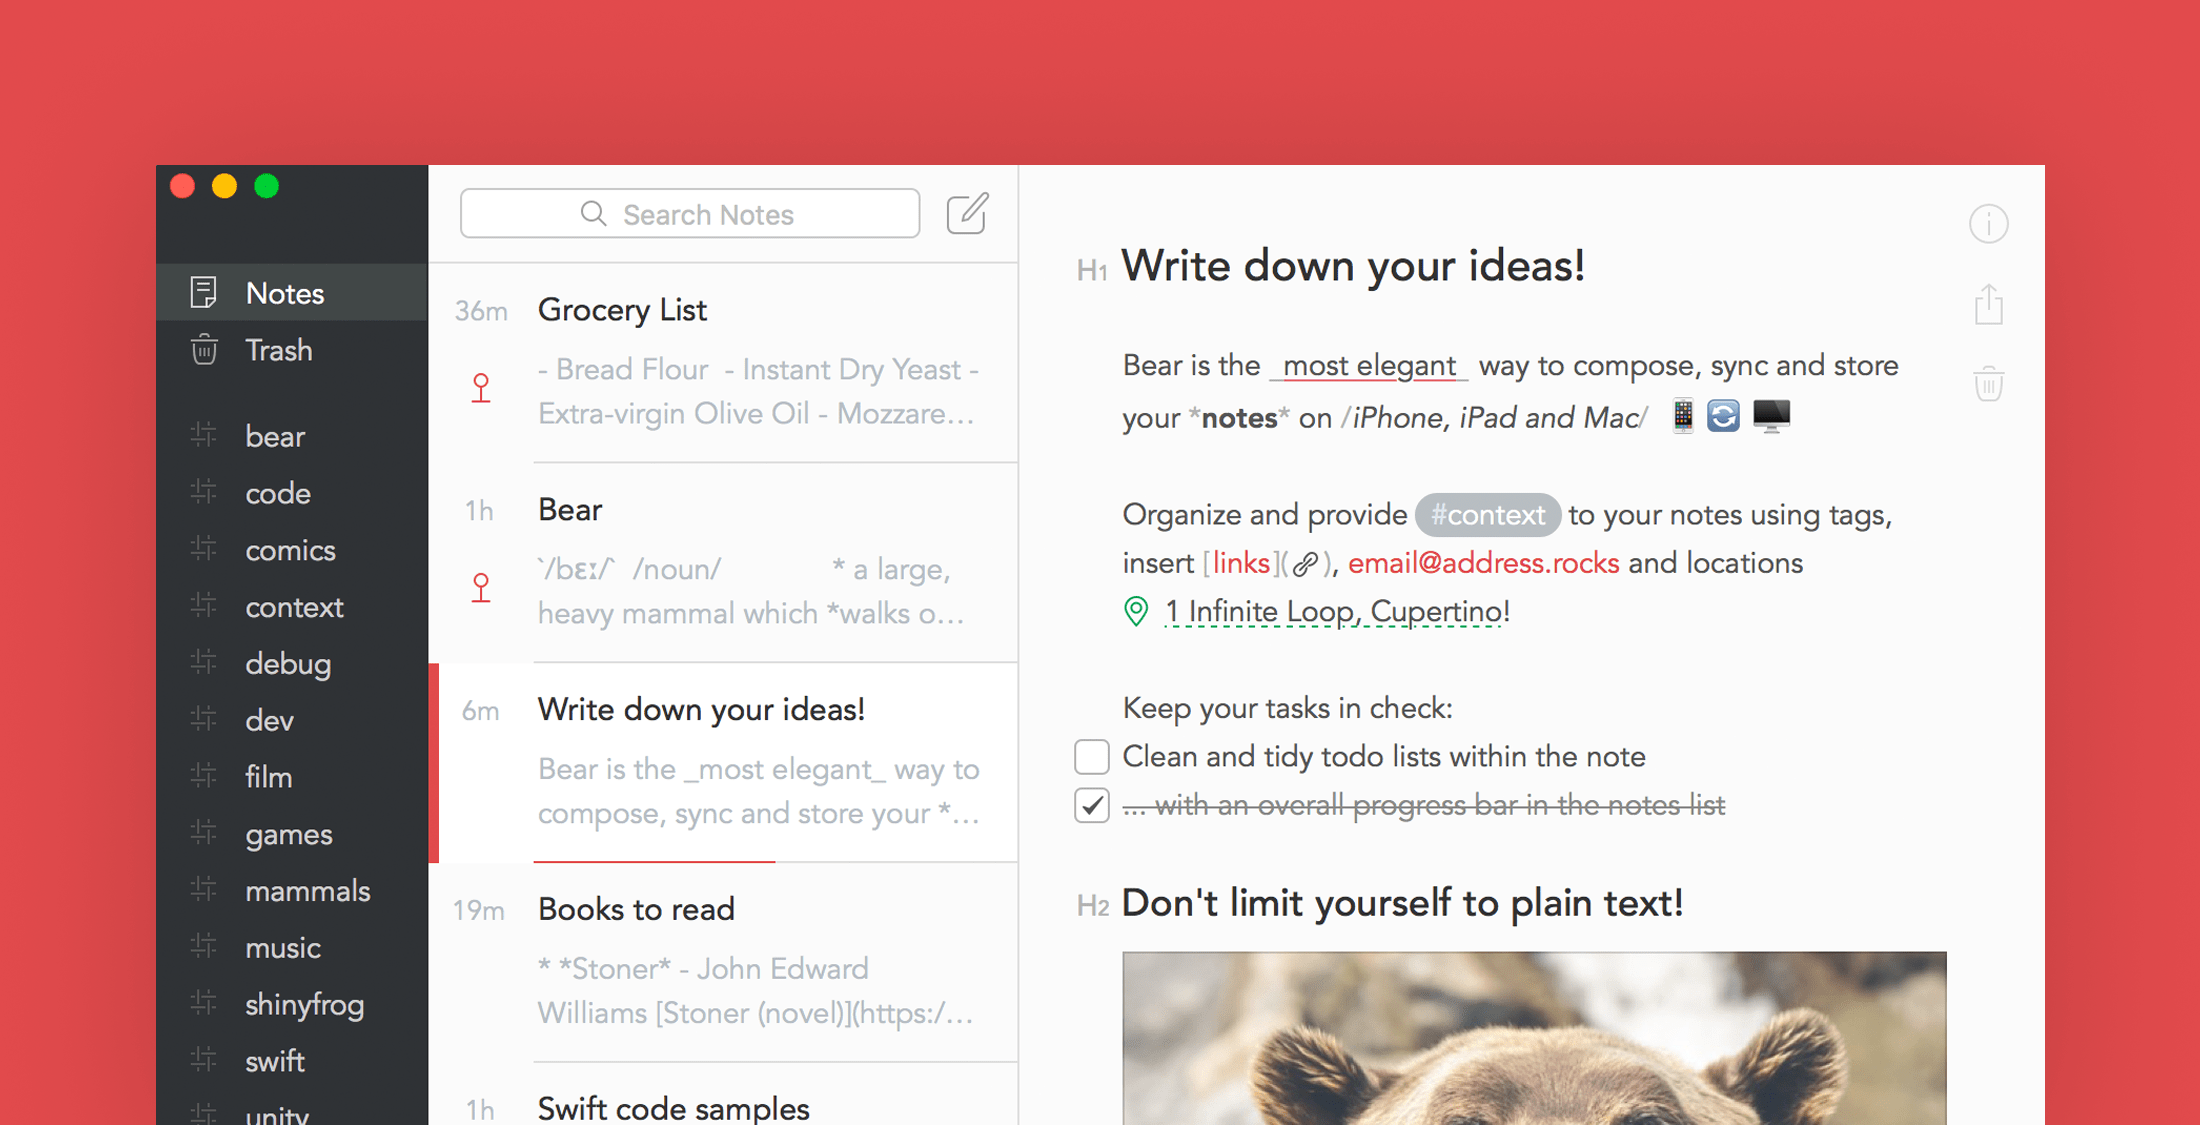 Notes
Trash
bear
code
comics
context
debug
dev
film
games
mammals
music
shinyfrog
swift
unity
Search Notes
36m Grocery List
- Bread Flour - Instant Dry Yeast -
Extra-virgin Olive Oil - Mozzare...
1h Bear
`/bɛː/` /noun/ * a large,
heavy mammal which *walks o...
6m Write down your ideas!
Bear is the _most elegant_ way to
compose, sync and store your *...
19m Books to read
* *Stoner* - John Edward
Williams [Stoner (novel)](https:/...
1h Swift code samples
H1 Write down your ideas!
Bear is the _most elegant_ way to compose, sync and store
your *notes* on /iPhone, iPad and Mac/
Organize and provide #context to your notes using tags,
insert [links](), email@address.rocks and locations
1 Infinite Loop, Cupertino!
Keep your tasks in check:
Clean and tidy todo lists within the note
... with an overall progress bar in the notes list
H2 Don't limit yourself to plain text!